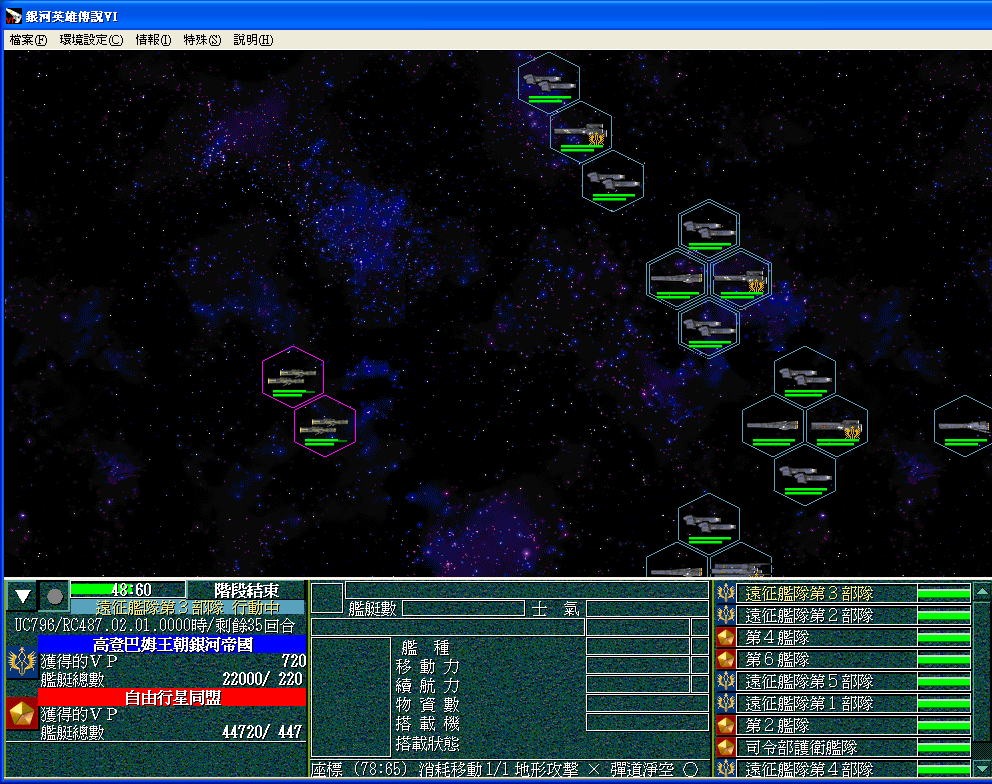 銀河英雄傳說VI
檔案(F) 環境設定(C) 情報(I) 特殊(S) 說明(H)
48:60 階段結束
遠征艦隊第3部隊 行動中
UC796/RC487.02.01.0000時/剩餘35回合
高登巴姆王朝銀河帝國
獲得的VP 720
艦艇總數 22000/ 220
自由行星同盟
獲得的VP
艦艇總數 44720/ 447
艦艇數 士 氣
艦 種
移 動 力
續 航 力
物 資 數
搭 載 機
搭載狀態
座標 (78:65) 消耗移動1/1 地形攻擊 × 彈道淨空 ○
遠征艦隊第3部隊
遠征艦隊第2部隊
第4艦隊
第6艦隊
遠征艦隊第5部隊
遠征艦隊第1部隊
第2艦隊
司令部護衛艦隊
遠征艦隊第4部隊